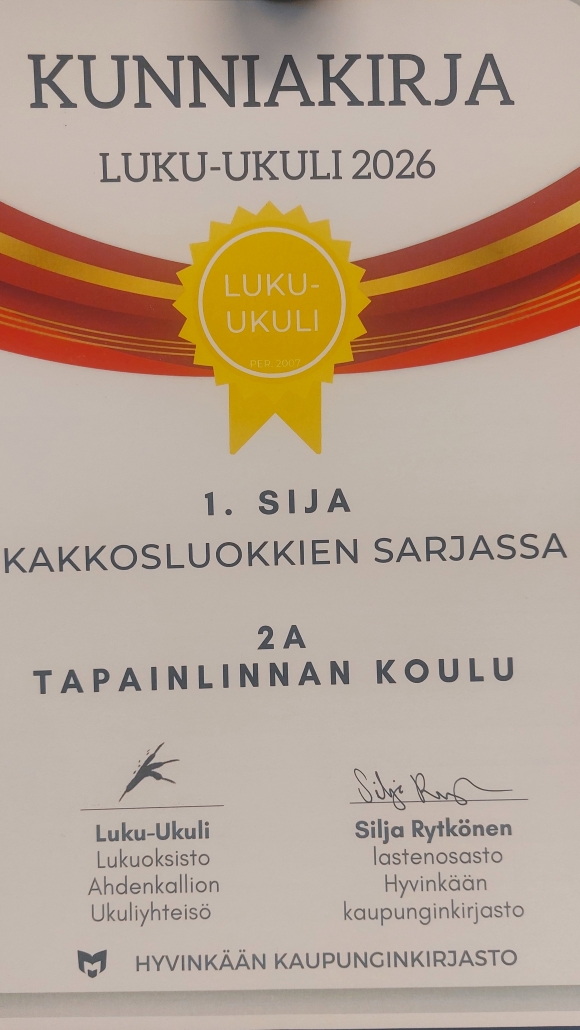 KUNNIAKIRJA
LUKU-UKULI 2026
LUKU-
UKULI
PER. 2007
1. SIJA
KAKKOSLUOKKIEN SARJASSA
2A
TAPAINLINNAN KOULU
Luku-Ukuli
Lukuoksisto
Ahdenkallion
Ukuliyhteisö
Silja Rytkönen
lastenosasto
Hyvinkään
kaupunginkirjasto
HYVINKÄÄN KAUPUNGINKIRJASTO